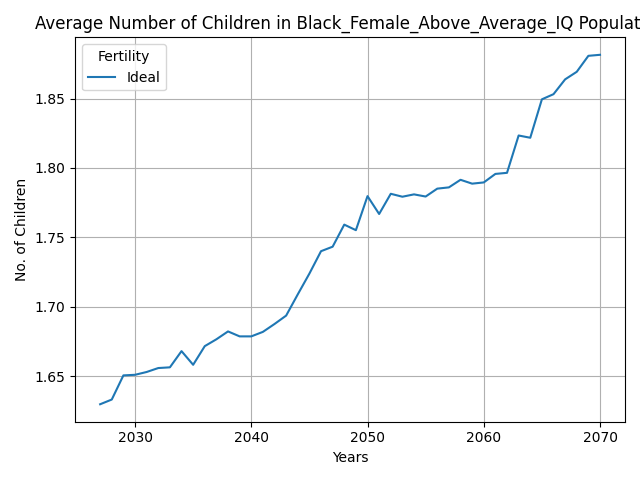 Average Number of Children in Black_Female_Above_Average_IQ Populat
Fertility
Ideal
1.85
1.80
1.75
1.70
1.65
No. of Children
2030 2040 2050 2060 2070
Years